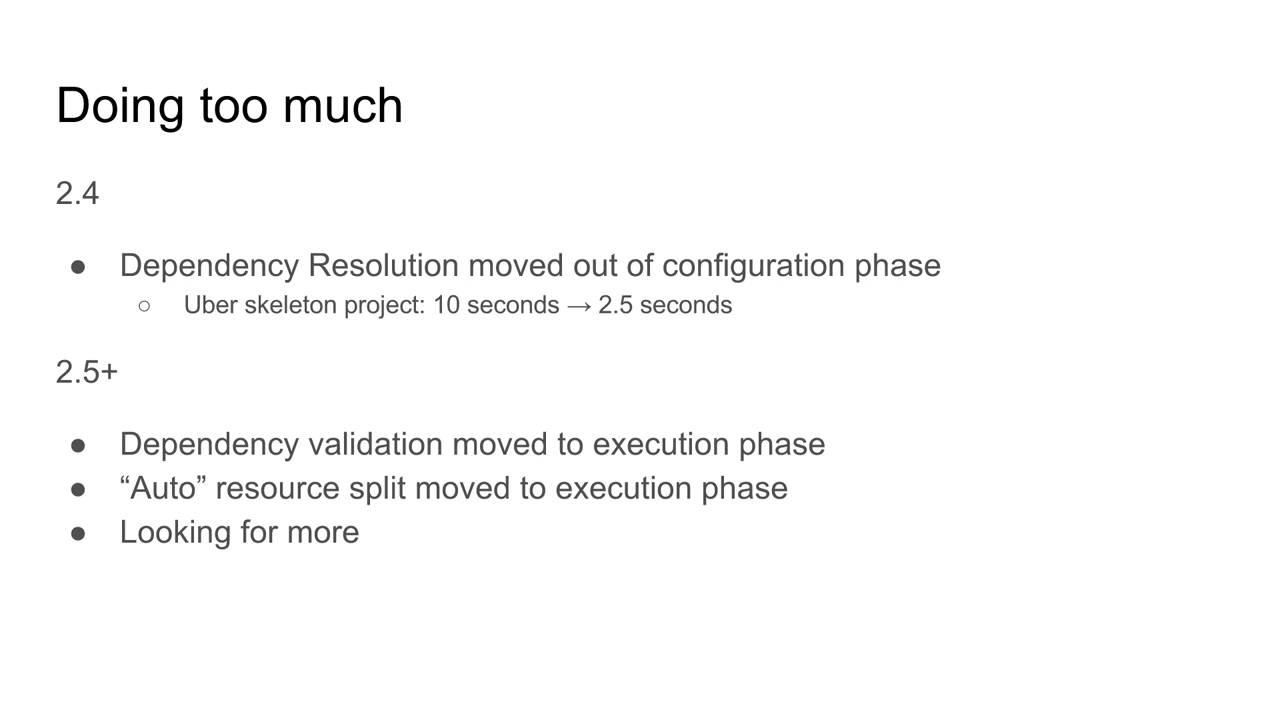 Doing too much
2.4
● Dependency Resolution moved out of configuration phase
○ Uber skeleton project: 10 seconds → 2.5 seconds
2.5+
● Dependency validation moved to execution phase
● “Auto” resource split moved to execution phase
● Looking for more